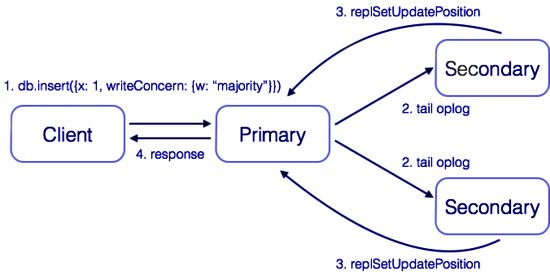 3. replSetUpdatePosition
Secondary
1. db.insert({x: 1, writeConcern: {w: “majority”}})
2. tail oplog
Client
Primary
4. response
2. tail oplog
Secondary
3. replSetUpdatePosition